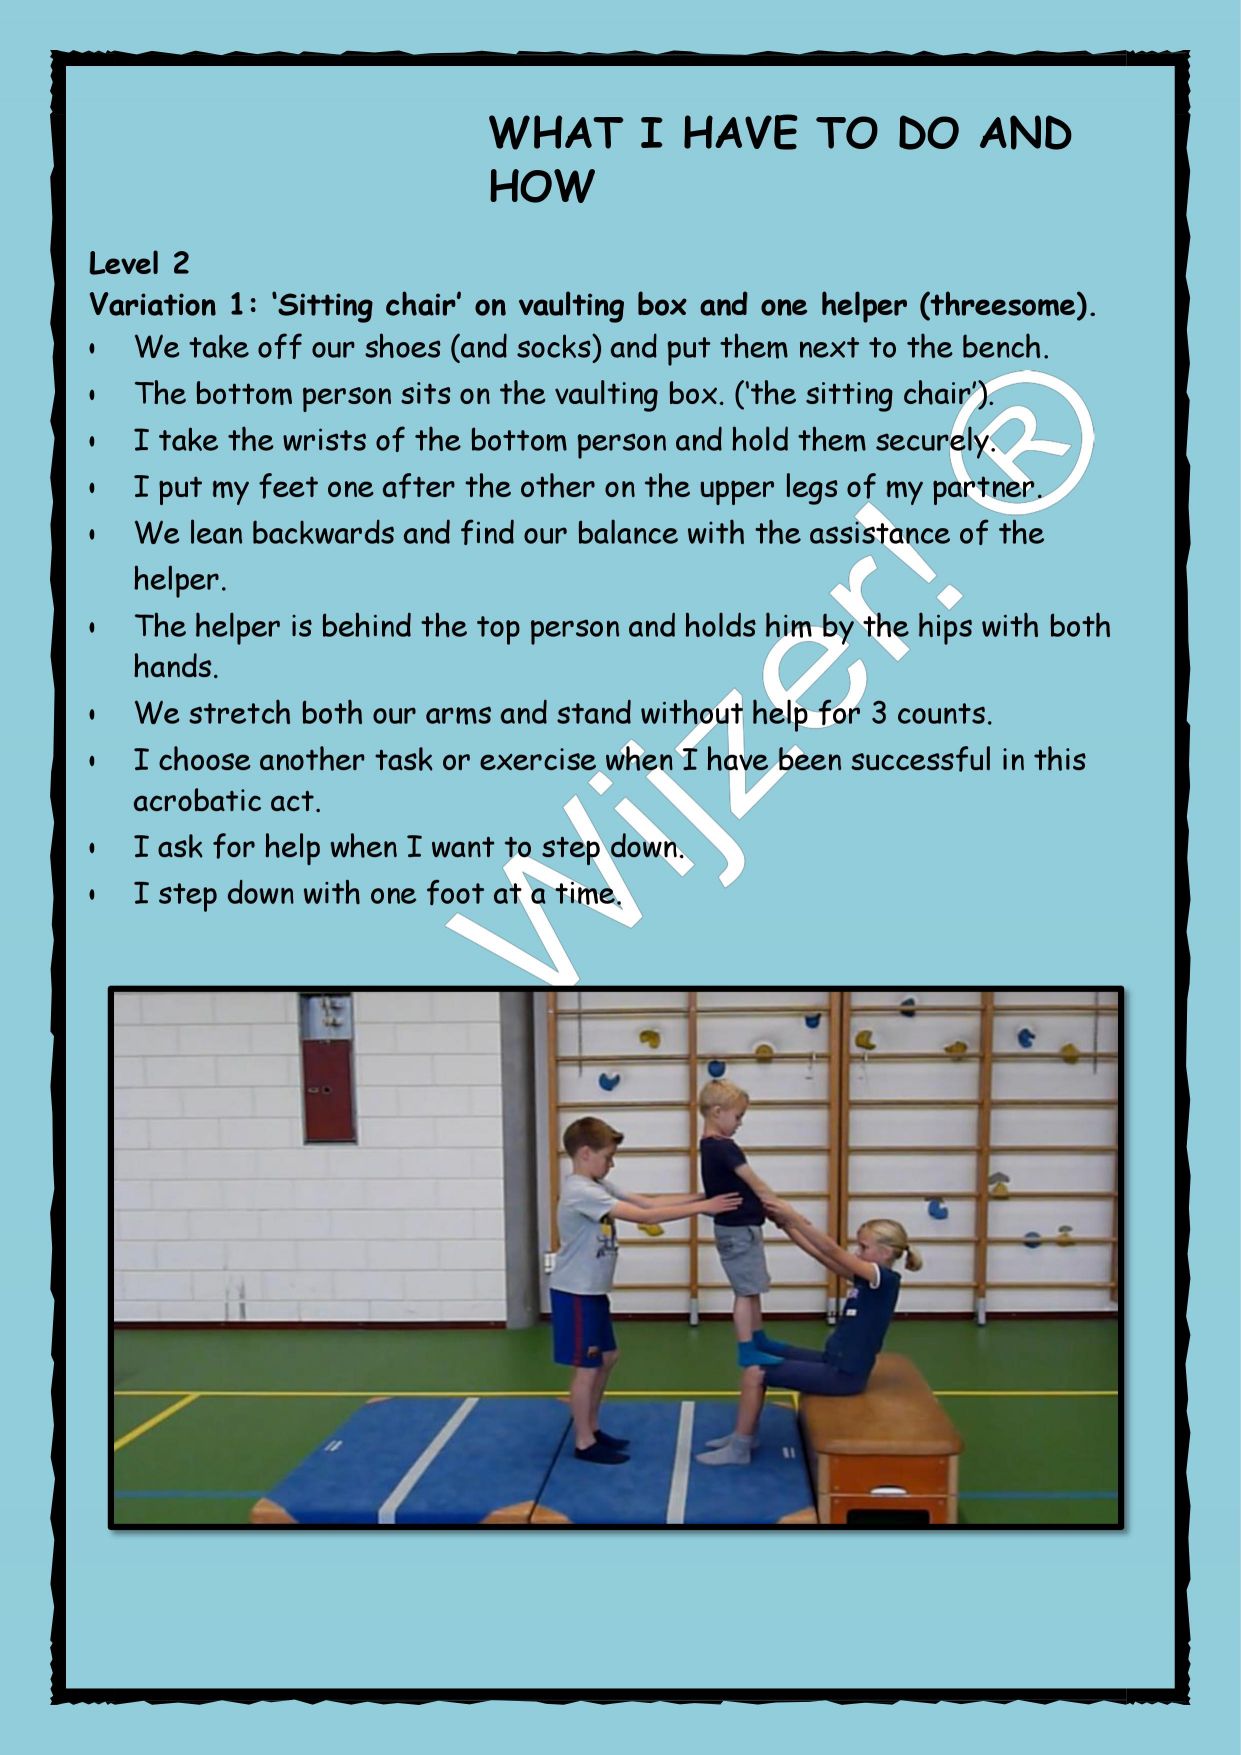 WHAT I HAVE TO DO AND
HOW
Level 2
Variation 1: ‘Sitting chair’ on vaulting box and one helper (threesome).
• We take off our shoes (and socks) and put them next to the bench.
• The bottom person sits on the vaulting box. (‘the sitting chair’).
• I take the wrists of the bottom person and hold them securely.
• I put my feet one after the other on the upper legs of my partner.
• We lean backwards and find our balance with the assistance of the
helper.
• The helper is behind the top person and holds him by the hips with both
hands.
• We stretch both our arms and stand without help for 3 counts.
• I choose another task or exercise when I have been successful in this
acrobatic act.
• I ask for help when I want to step down.
• I step down with one foot at a time.
Wijzer! ®